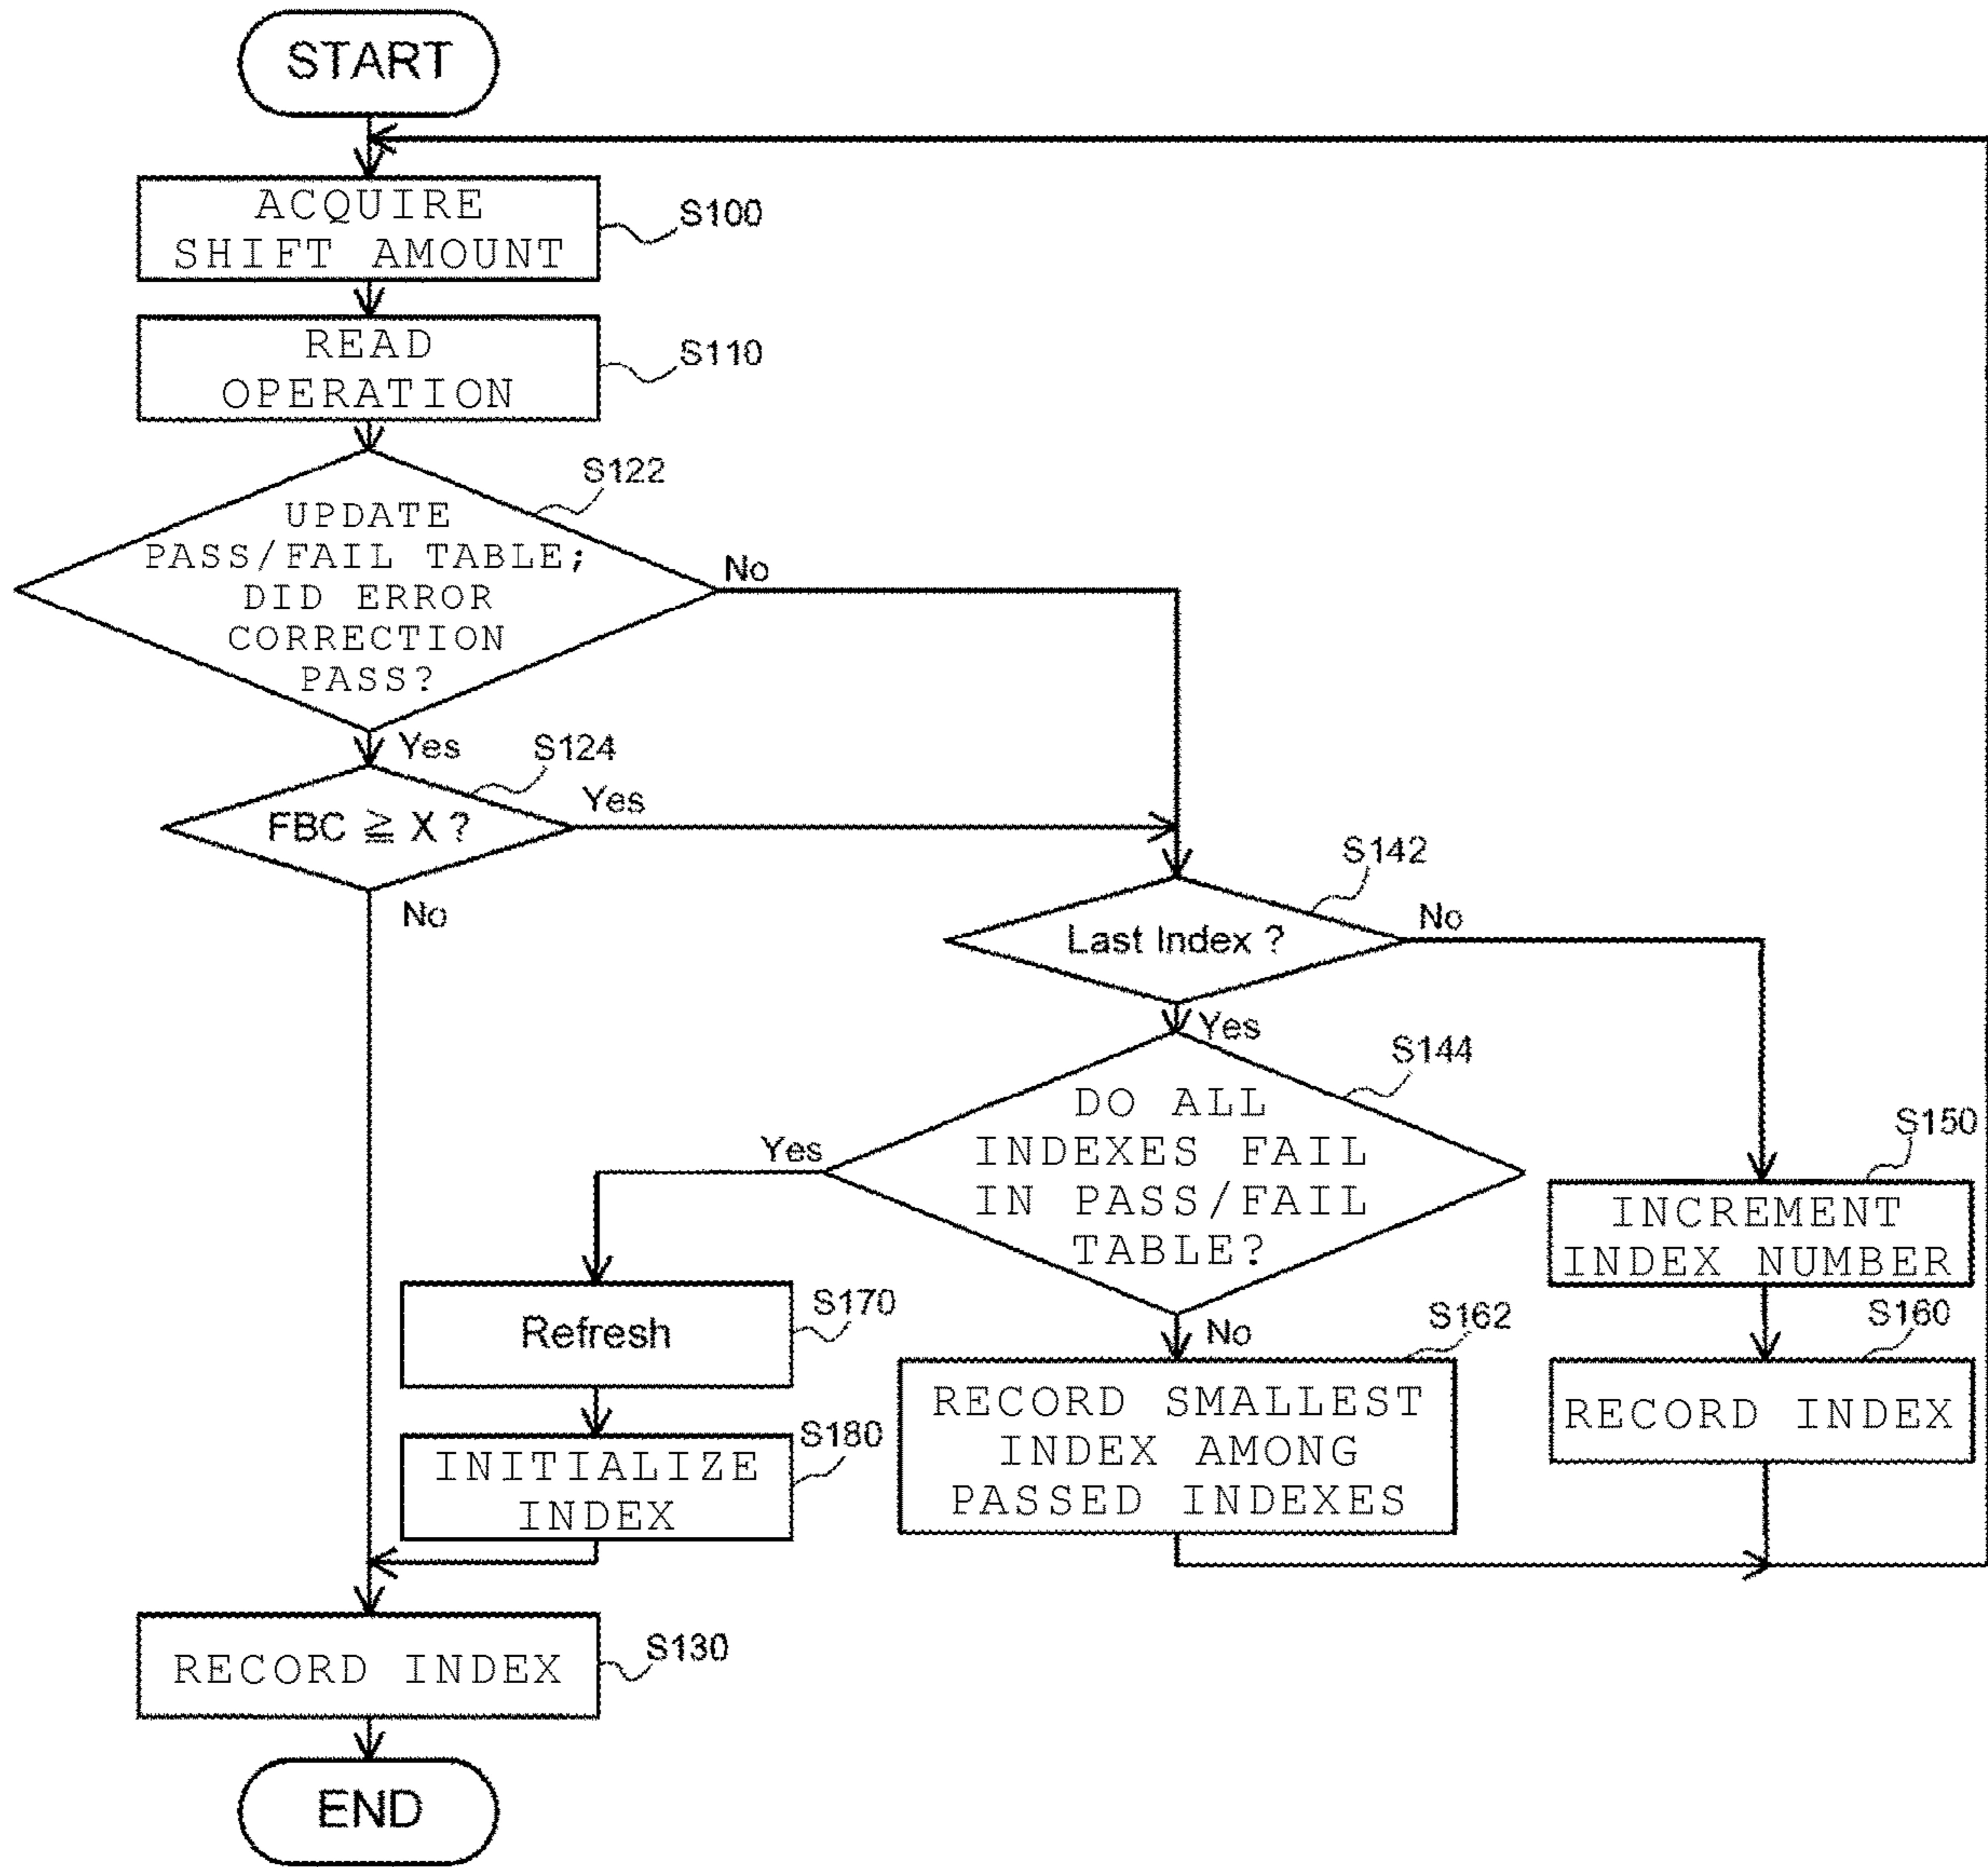 START
ACQUIRE
SHIFT AMOUNT
S100
READ
OPERATION
S110
UPDATE
PASS/FAIL TABLE;
DID ERROR
CORRECTION
PASS?
S122
No
Yes
FBC ≧ X ?
S124
Yes
No
Last Index ?
S142
No
Yes
DO ALL
INDEXES FAIL
IN PASS/FAIL
TABLE?
S144
Yes
No
INCREMENT
INDEX NUMBER
S150
Refresh
S170
RECORD SMALLEST
INDEX AMONG
PASSED INDEXES
S162
RECORD INDEX
S160
INITIALIZE
INDEX
S180
RECORD INDEX
S130
END